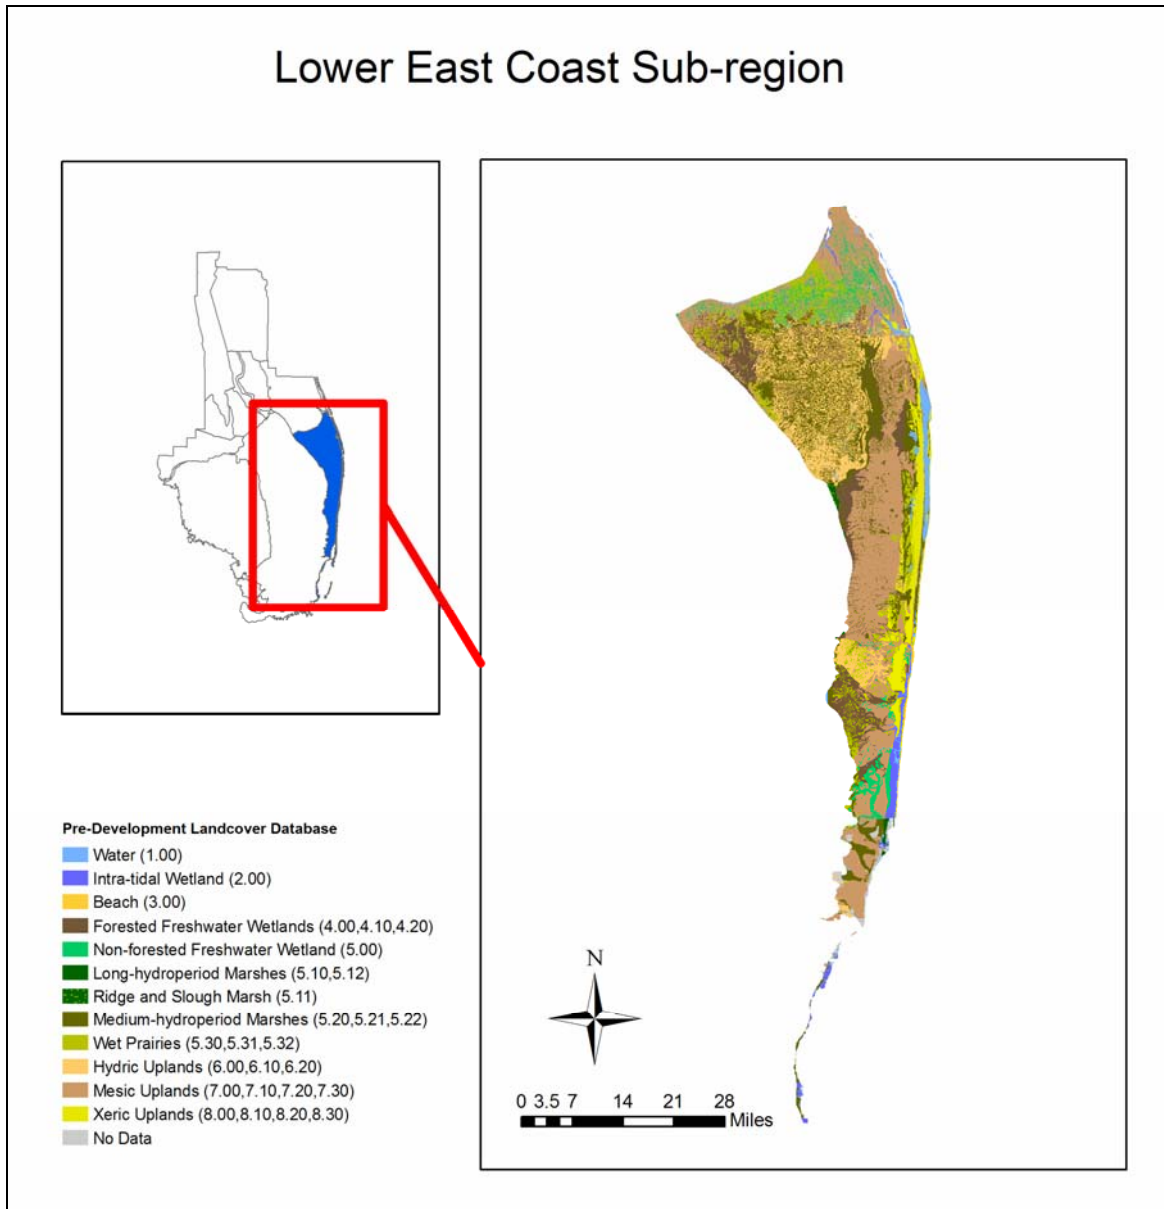 Lower East Coast Sub-region
Pre-Development Landcover Database
Water (1.00)
Intra-tidal Wetland (2.00)
Beach (3.00)
Forested Freshwater Wetlands (4.00,4.10,4.20)
Non-forested Freshwater Wetland (5.00)
Long-hydroperiod Marshes (5.10,5.12)
Ridge and Slough Marsh (5.11)
Medium-hydroperiod Marshes (5.20,5.21,5.22)
Wet Prairies (5.30,5.31,5.32)
Hydric Uplands (6.00,6.10,6.20)
Mesic Uplands (7.00,7.10,7.20,7.30)
Xeric Uplands (8.00,8.10,8.20,8.30)
No Data
N
0 3.5 7 14 21 28
Miles